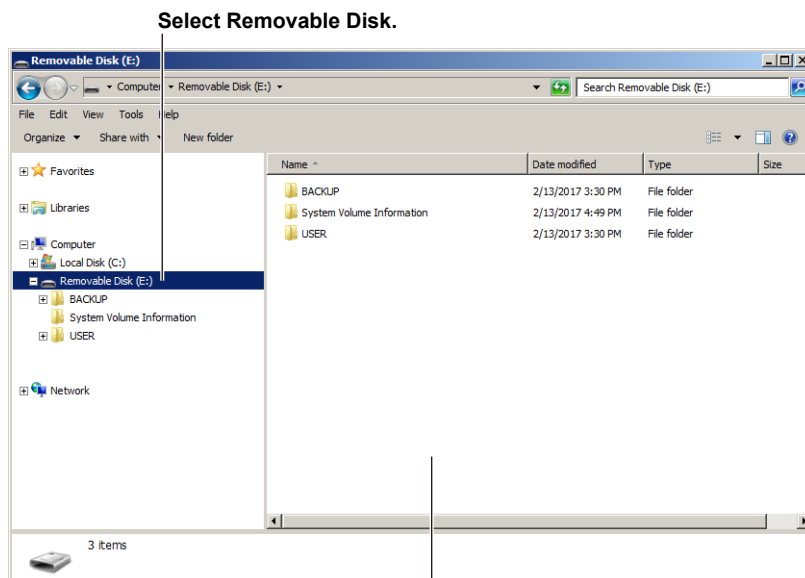 Select Removable Disk.
Removable Disk (E:)
Computer Removable Disk (E:) Search Removable Disk (E:)
File Edit View Tools Help
Organize Share with New folder
Favorites
Libraries
Computer
Local Disk (C:)
Removable Disk (E:)
BACKUP
System Volume Information
USER
Network
Name Date modified Type Size
BACKUP 2/13/2017 3:30 PM File folder
System Volume Information 2/13/2017 4:49 PM File folder
USER 2/13/2017 3:30 PM File folder
3 items